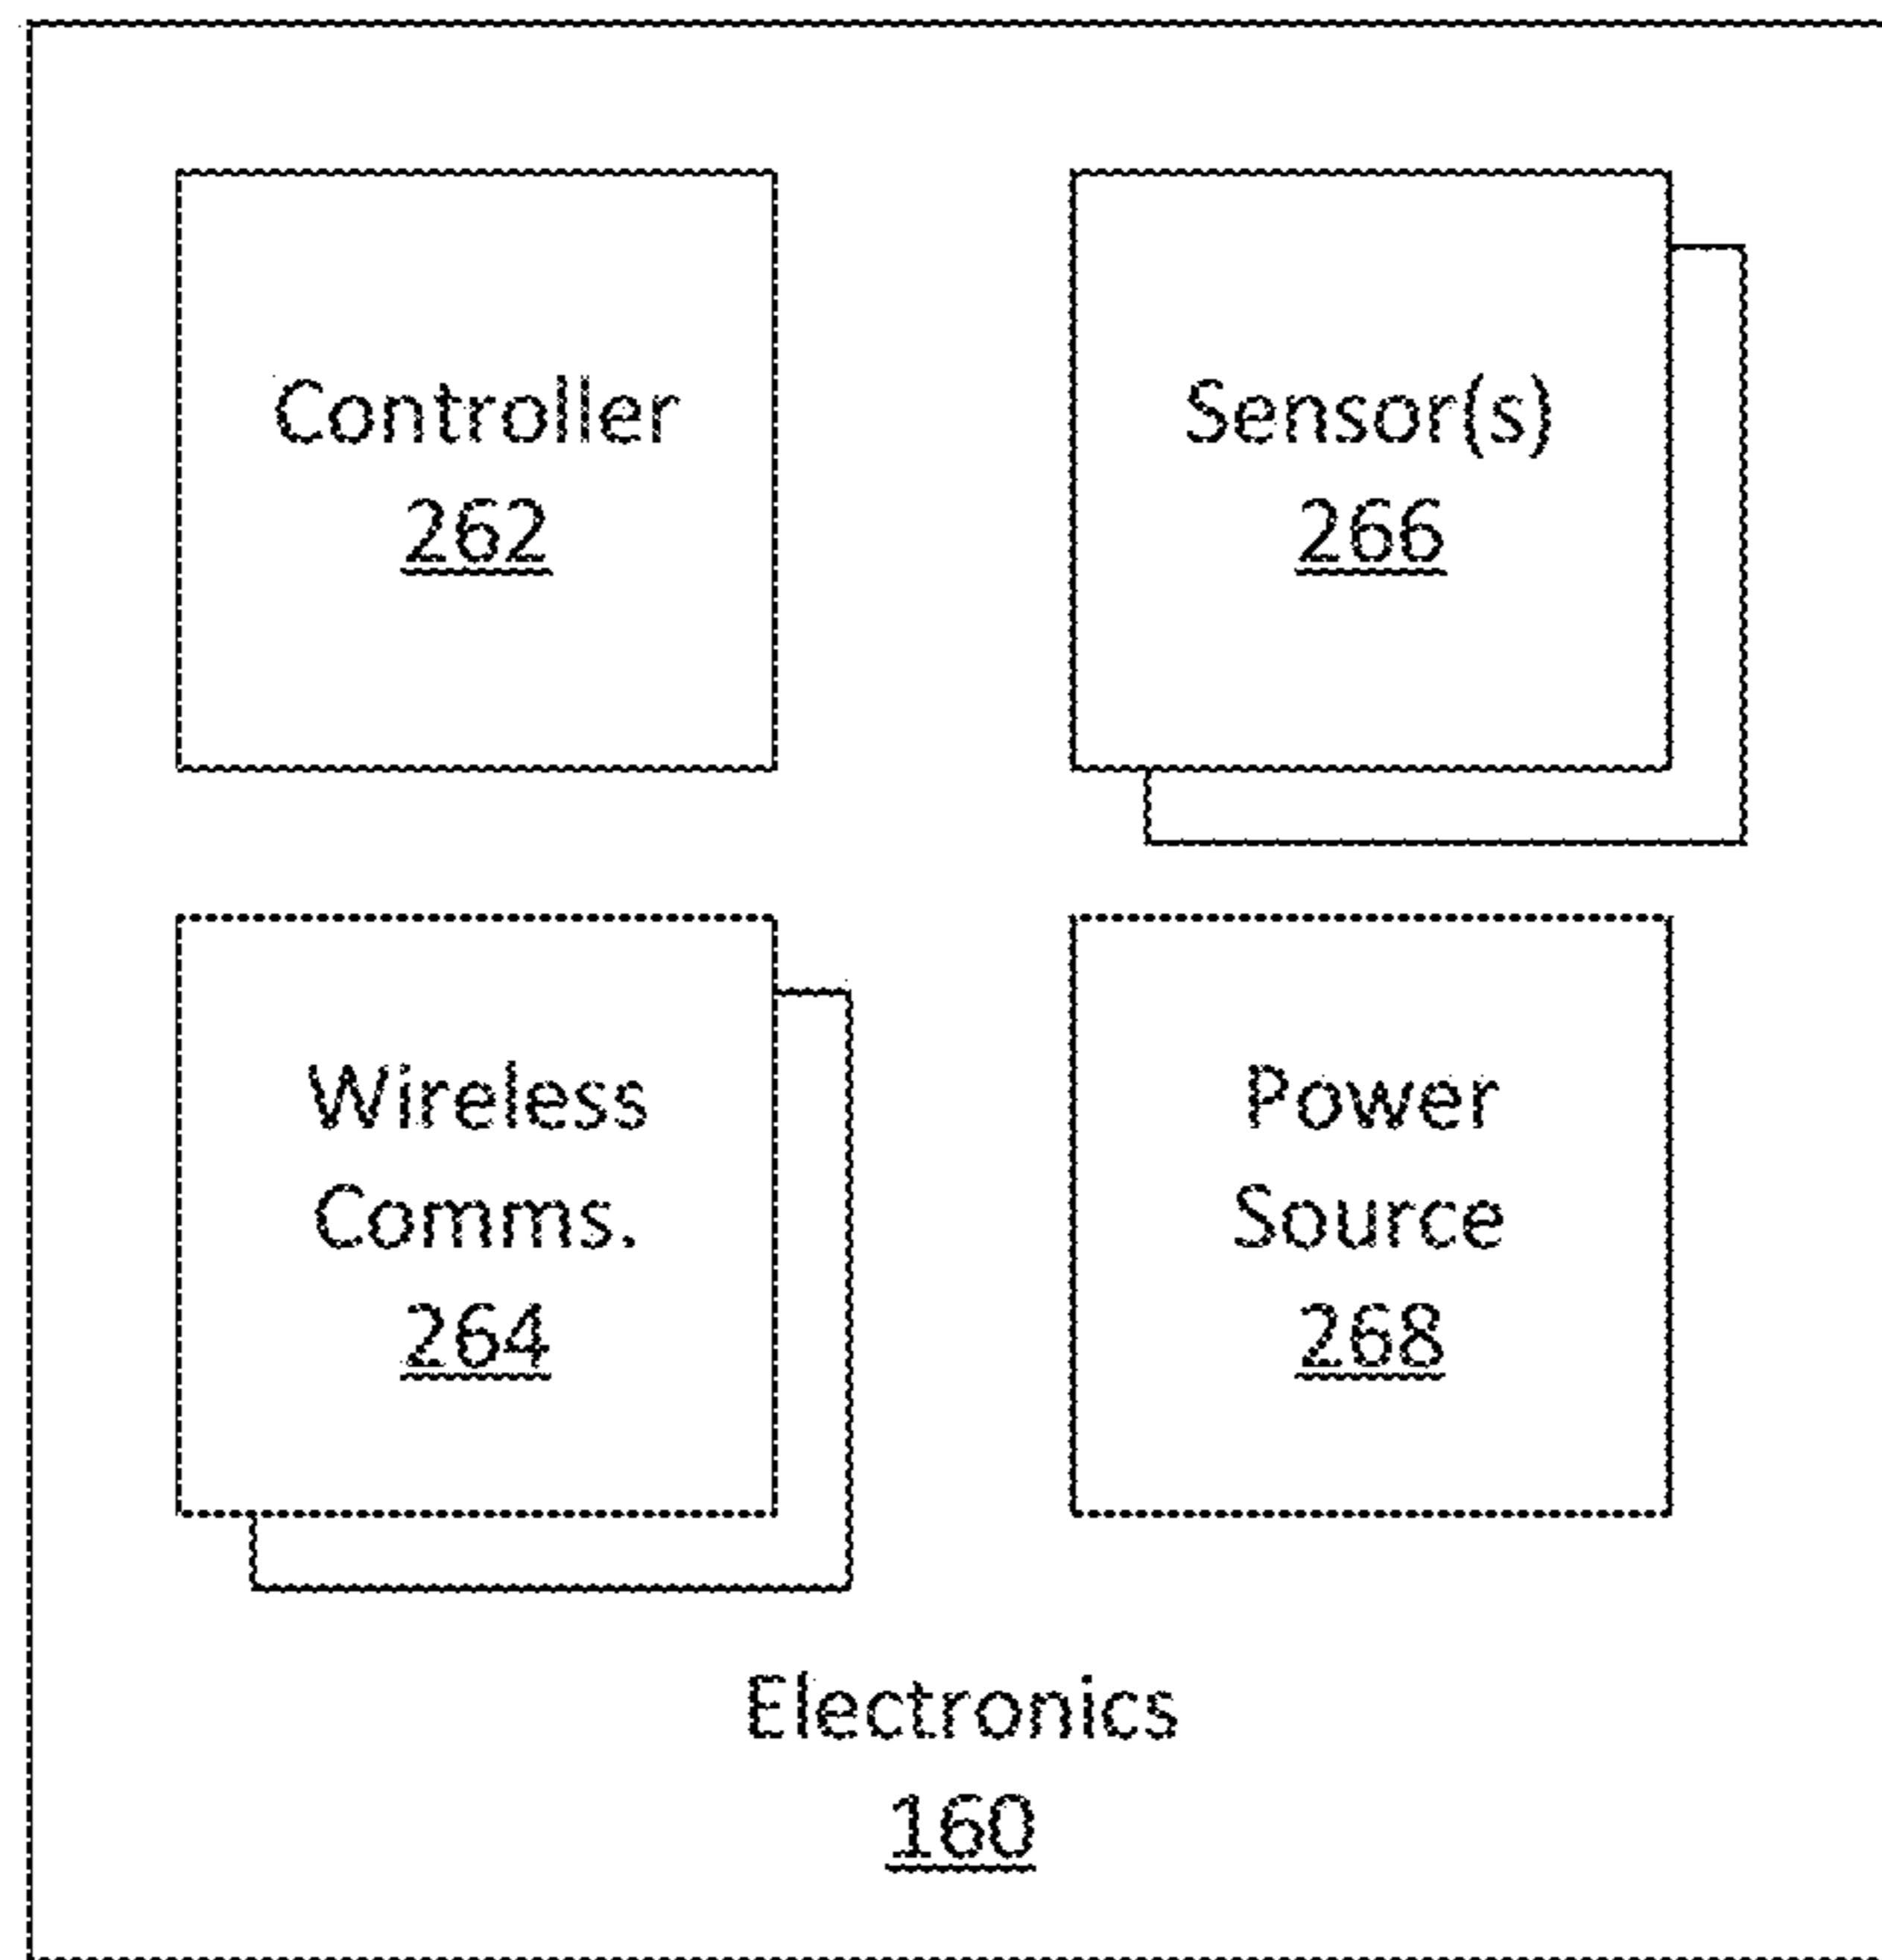 Controller
262
Sensor(s)
266
Wireless
Comms.
264
Power
Source
268
Electronics
160